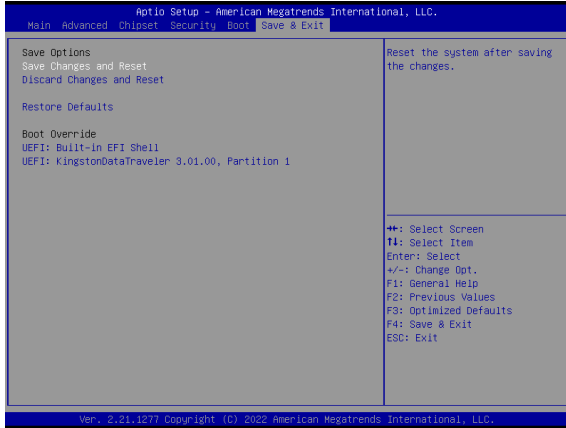 Aptio Setup - American Megatrends International, LLC.
Main Advanced Chipset Security Boot Save & Exit
Save Options
Save Changes and Reset
Discard Changes and Reset
Restore Defaults
Boot Override
UEFI: Built-in EFI Shell
UEFI: KingstonDataTraveler 3.01.00, Partition 1
Reset the system after saving
the changes.
→←: Select Screen
↑↓: Select Item
Enter: Select
+/-: Change Opt.
F1: General Help
F2: Previous Values
F3: Optimized Defaults
F4: Save & Exit
ESC: Exit
Ver. 2.21.1277 Copyright (C) 2022 American Megatrends International, LLC.